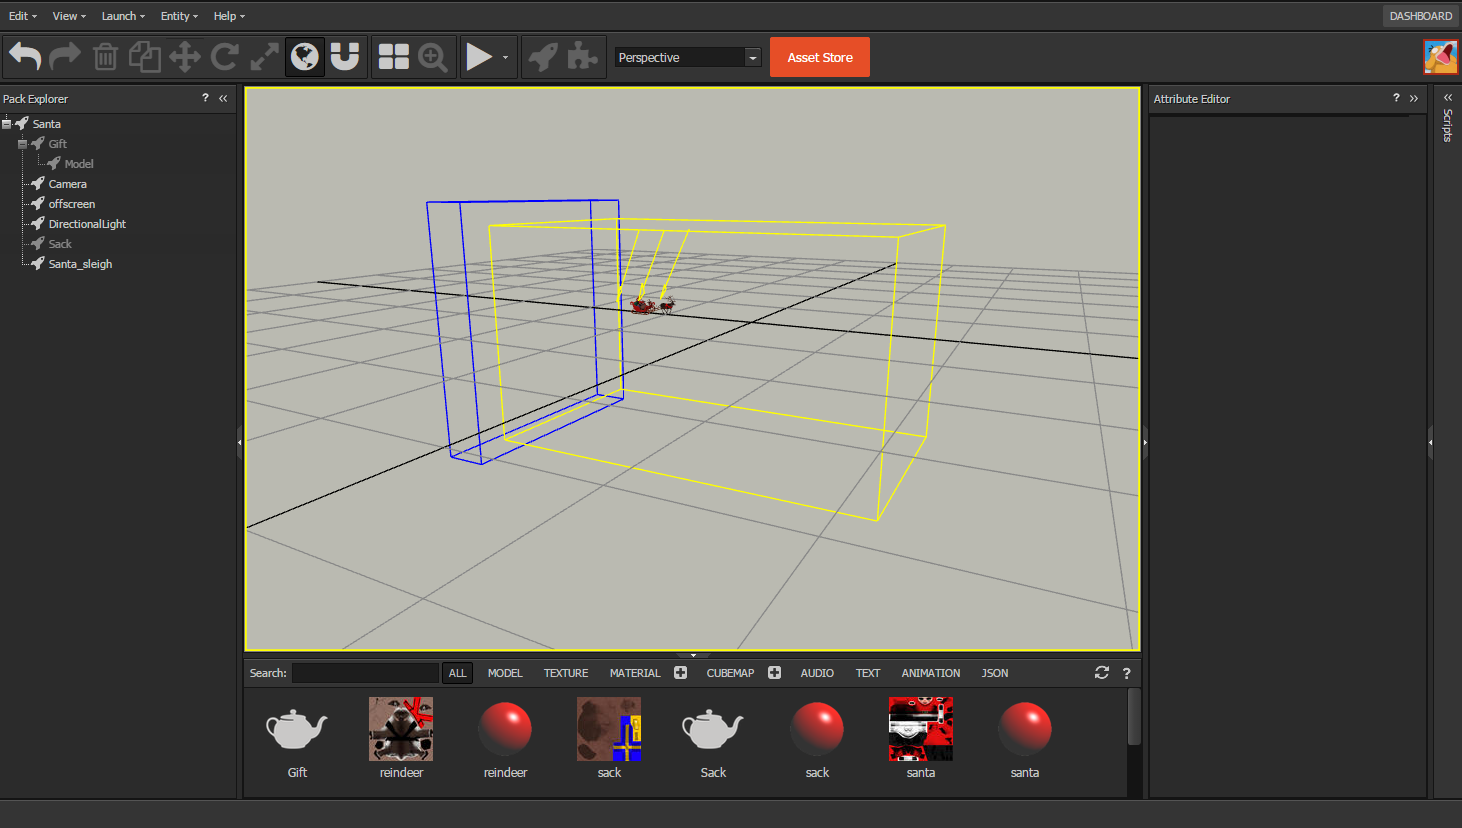 Edit View Launch Entity Help DASHBOARD
Perspective Asset Store
Pack Explorer ? «
Santa
Gift
Model
Camera
offscreen
DirectionalLight
Sack
Santa_sleigh
Attribute Editor ? »
«
Scripts
Search: ALL MODEL TEXTURE MATERIAL CUBEMAP AUDIO TEXT ANIMATION JSON ?
Gift reindeer reindeer sack Sack sack santa santa